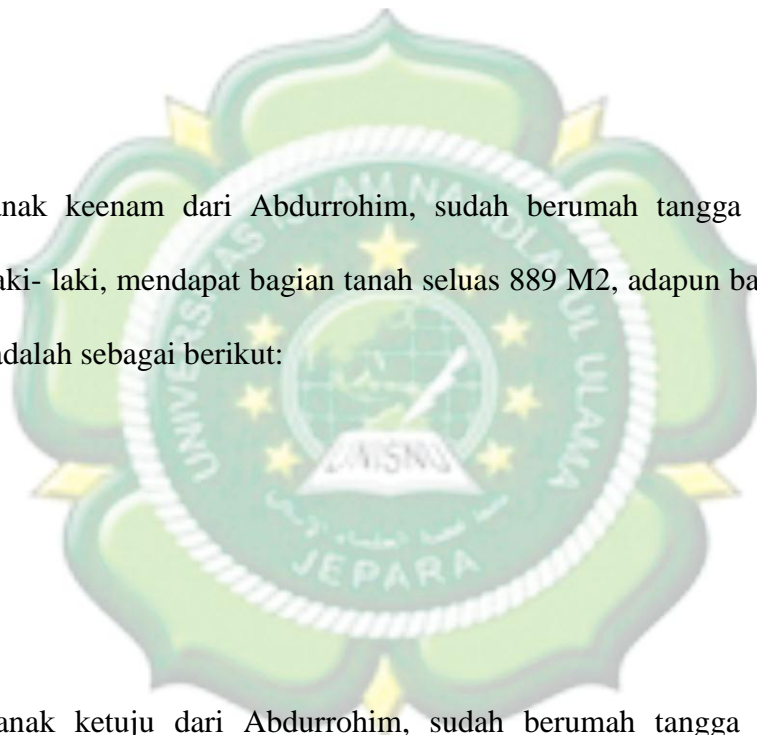 anak keenam dari Abdurrohim, sudah berumah tangga
aki- laki, mendapat bagian tanah seluas 889 M2, adapun ba
adalah sebagai berikut:
UNIVERSITAS ISLAM NAHDLATUL ULAMA
UNISNU
JEPARA
anak ketuju dari Abdurrohim, sudah berumah tangga